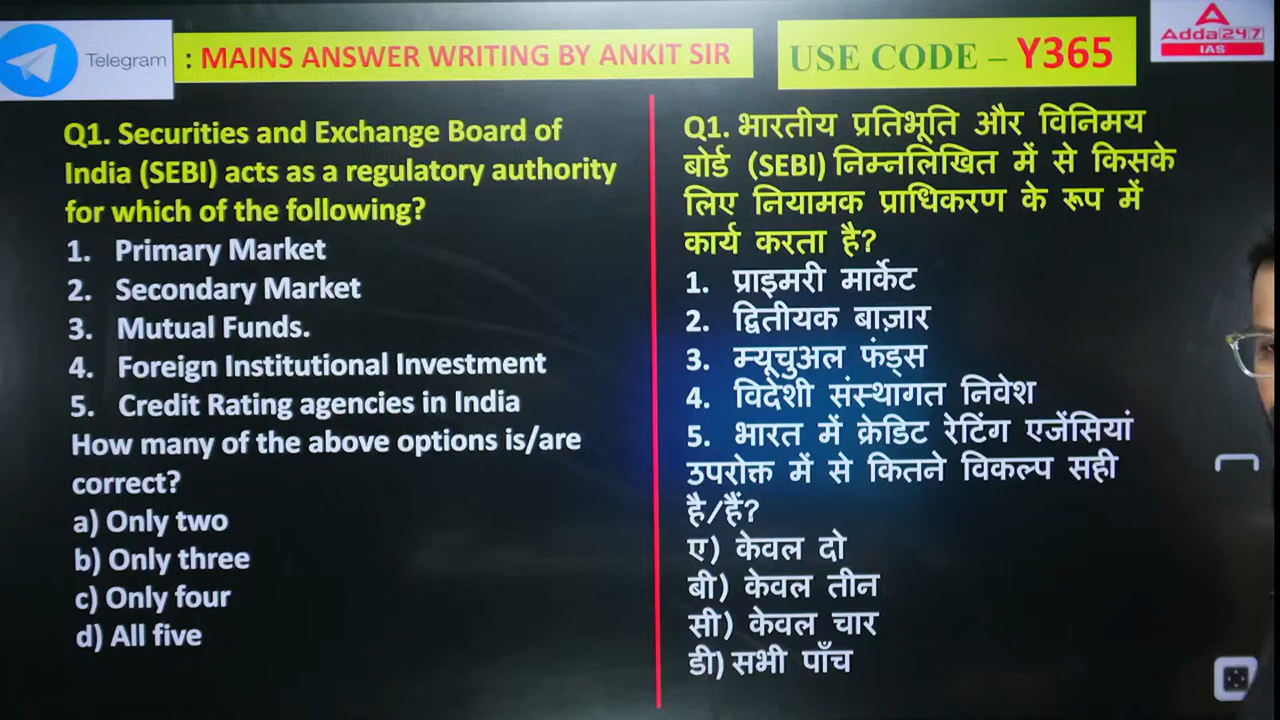 Telegram
: MAINS ANSWER WRITING BY ANKIT SIR
USE CODE – Y365
Adda247
IAS
Q1. Securities and Exchange Board of
India (SEBI) acts as a regulatory authority
for which of the following?
1. Primary Market
2. Secondary Market
3. Mutual Funds.
4. Foreign Institutional Investment
5. Credit Rating agencies in India
How many of the above options is/are
correct?
a) Only two
b) Only three
c) Only four
d) All five
Q1. भारतीय प्रतिभूति और विनिमय
बोर्ड (SEBI) निम्नलिखित में से किसके
लिए नियामक प्राधिकरण के रूप में
कार्य करता है?
1. प्राइमरी मार्केट
2. द्वितीयक बाज़ार
3. म्यूचुअल फंड्स
4. विदेशी संस्थागत निवेश
5. भारत में क्रेडिट रेटिंग एजेंसियां
उपरोक्त में से कितने विकल्प सही
है/हैं?
ए) केवल दो
बी) केवल तीन
सी) केवल चार
डी) सभी पाँच